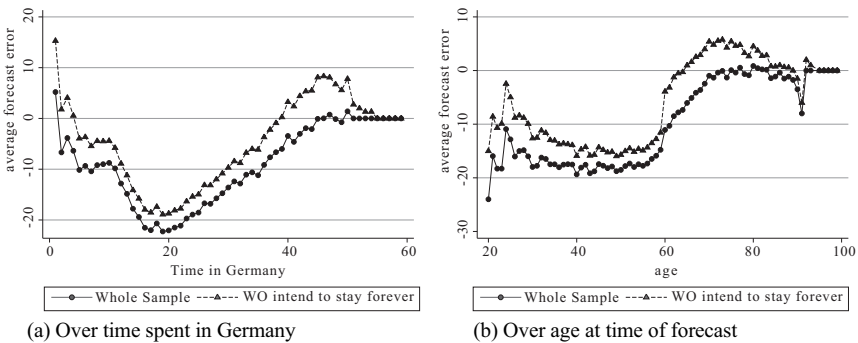 average forecast error
20
10
0
-10
-20
0
20
40
60
Time in Germany
Whole Sample
WO intend to stay forever
(a) Over time spent in Germany
average forecast error
10
0
-10
-20
-30
20
40
60
80
100
age
Whole Sample
WO intend to stay forever
(b) Over age at time of forecast